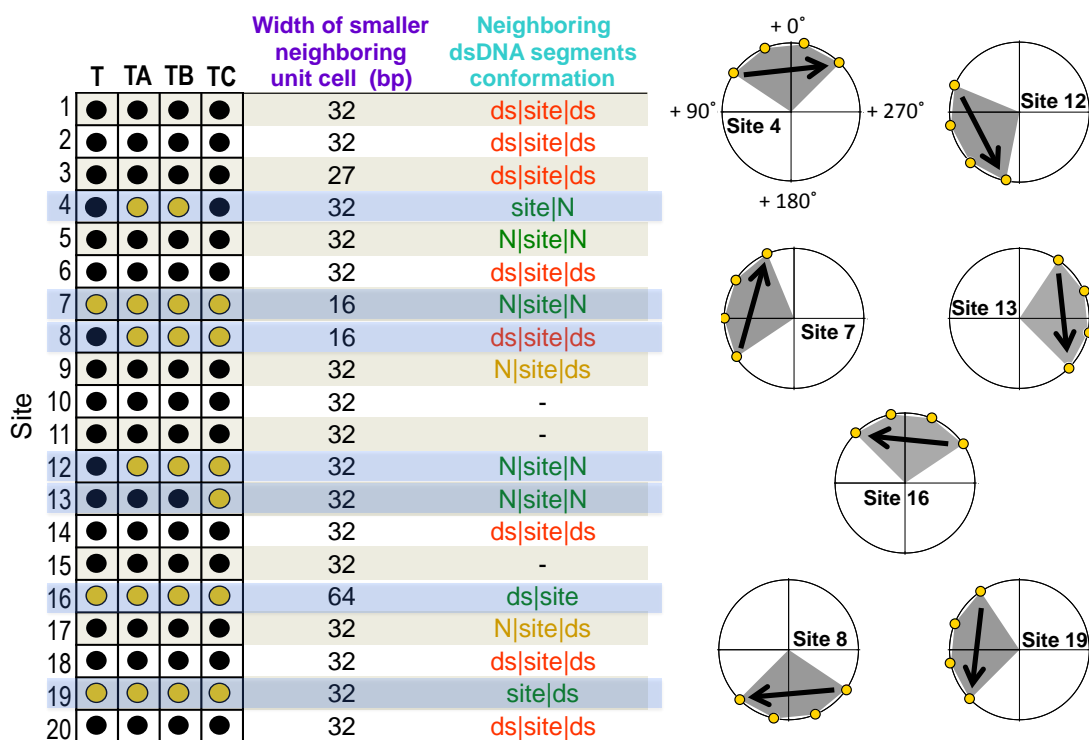 Width of smaller
neighboring
unit cell (bp)
Neighboring
dsDNA segments
conformation
T TA TB TC
Site
1 32 ds|site|ds
2 32 ds|site|ds
3 27 ds|site|ds
4 32 site|N
5 32 N|site|N
6 32 ds|site|ds
7 16 N|site|N
8 16 ds|site|ds
9 32 N|site|ds
10 32 -
11 32 -
12 32 N|site|N
13 32 N|site|N
14 32 ds|site|ds
15 32 -
16 64 ds|site
17 32 N|site|ds
18 32 ds|site|ds
19 32 site|ds
20 32 ds|site|ds
+ 0˚
+ 90˚
+ 270˚
+ 180˚
Site 4
Site 12
Site 7
Site 13
Site 16
Site 8
Site 19